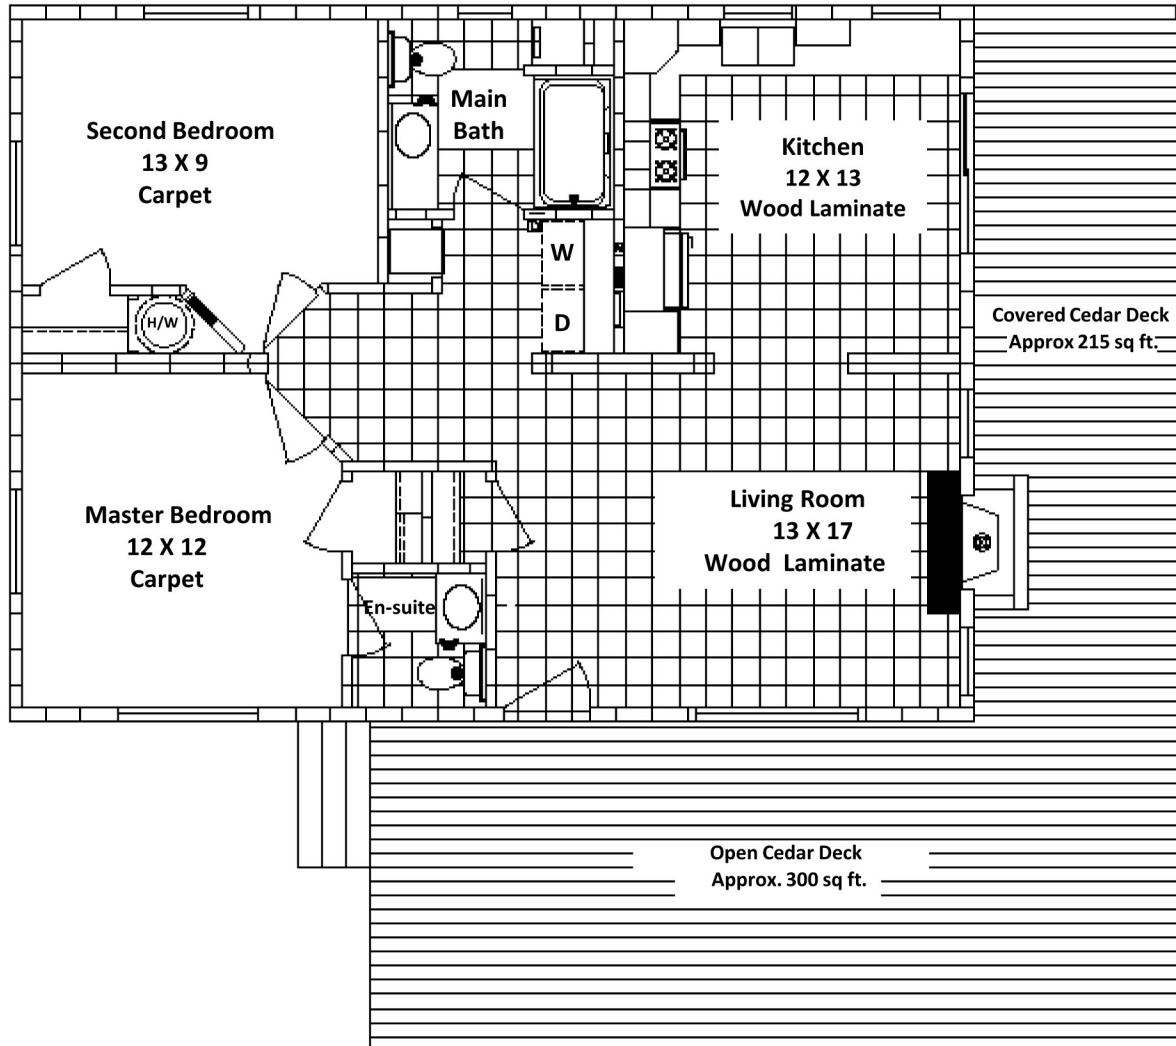 Second Bedroom
13 X 9
Carpet
Main
Bath
Kitchen
12 X 13
Wood Laminate
W
D
H/W
Covered Cedar Deck
Approx 215 sq ft.
Master Bedroom
12 X 12
Carpet
Living Room
13 X 17
Wood Laminate
En-suite
Open Cedar Deck
Approx. 300 sq ft.